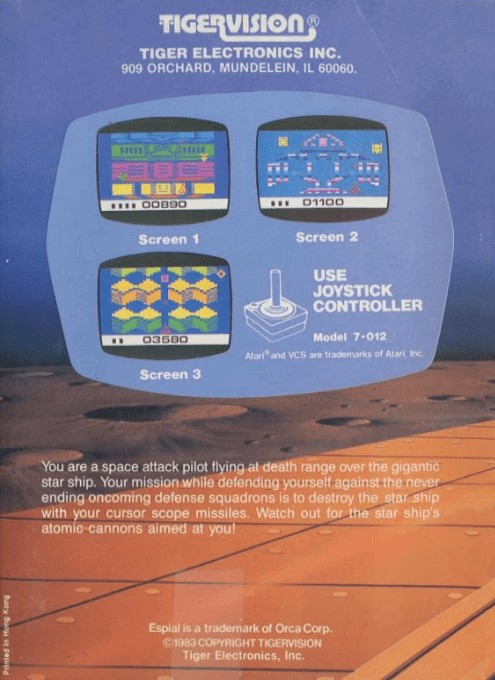 TIGERVISION®
TIGER ELECTRONICS INC.
909 ORCHARD, MUNDELEIN, IL 60060.
00890
01100
Screen 1
Screen 2
03580
USE
JOYSTICK
CONTROLLER
Model 7-012
Atari® and VCS are trademarks of Atari, Inc.
Screen 3
You are a space attack pilot flying at death range over the gigantic
star ship. Your mission while defending yourself against the never
ending oncoming defense squadrons is to destroy the star ship
with your cursor scope missiles. Watch out for the star ship's
atomic cannons aimed at you!
Printed in Hong Kong
Espial is a trademark of Orca Corp.
©1983 COPYRIGHT TIGERVISION
Tiger Electronics, Inc.